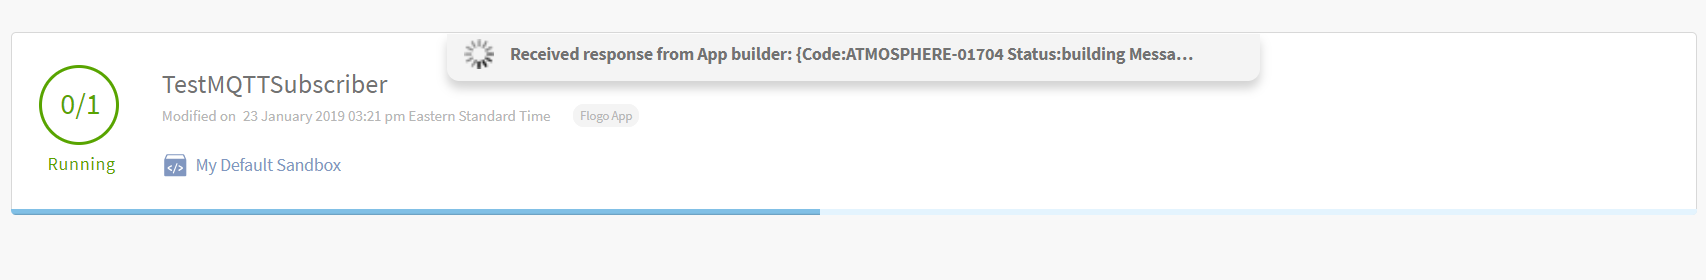 Received response from App builder: {Code:ATMOSPHERE-01704 Status:building Messa...
0/1
Running
TestMQTTSubscriber
Modified on 23 January 2019 03:21 pm Eastern Standard Time
Flogo App
</> My Default Sandbox